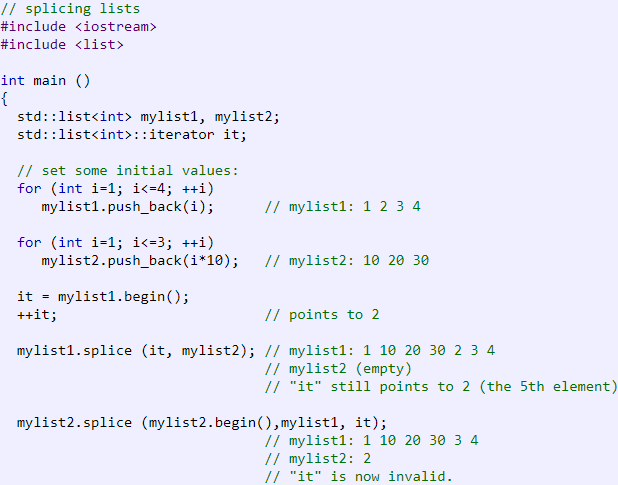 // splicing lists
#include <iostream>
#include <list>
int main ()
{
std::list<int> mylist1, mylist2;
std::list<int>::iterator it;
// set some initial values:
for (int i=1; i<=4; ++i)
mylist1.push_back(i); // mylist1: 1 2 3 4
for (int i=1; i<=3; ++i)
mylist2.push_back(i*10); // mylist2: 10 20 30
it = mylist1.begin();
++it; // points to 2
mylist1.splice (it, mylist2); // mylist1: 1 10 20 30 2 3 4
// mylist2 (empty)
// "it" still points to 2 (the 5th element)
mylist2.splice (mylist2.begin(),mylist1, it);
// mylist1: 1 10 20 30 3 4
// mylist2: 2
// "it" is now invalid.